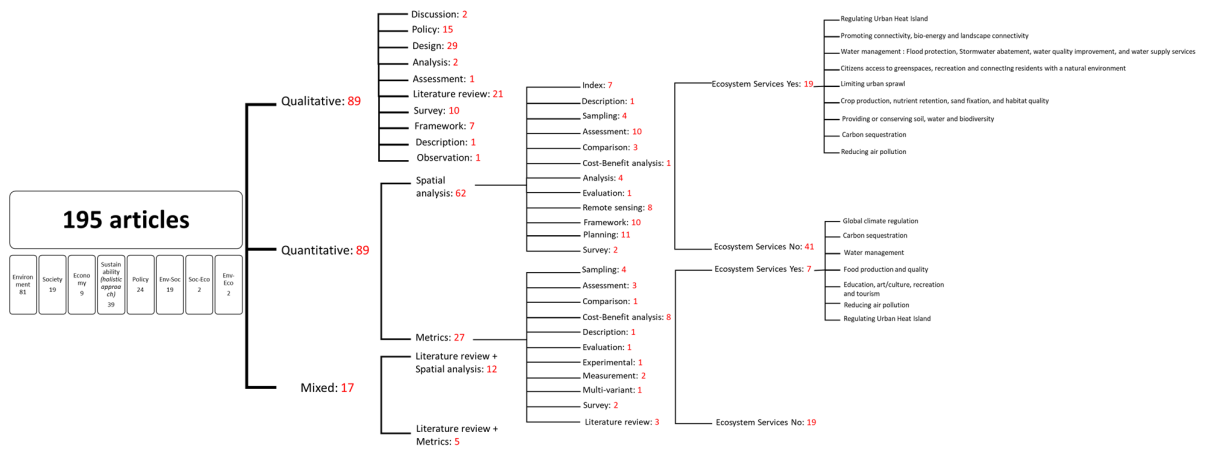 195 articles
Environ
ment
81
Society
19
Econo
my
9
Sustain
ability
(holistic
approa
ch)
39
Policy
24
Env-Soc
19
Soc-Eco
2
Env-
Eco
2
Qualitative: 89
Quantitative: 89
Mixed: 17
Discussion: 2
Policy: 15
Design: 29
Analysis: 2
Assessment: 1
Literature review: 21
Survey: 10
Framework: 7
Description: 1
Observation: 1
Spatial
analysis: 62
Metrics: 27
Literature review +
Spatial analysis: 12
Literature review +
Metrics: 5
Index: 7
Description: 1
Sampling: 4
Assessment: 10
Comparison: 3
Cost-Benefit analysis: 1
Analysis: 4
Evaluation: 1
Remote sensing: 8
Framework: 10
Planning: 11
Survey: 2
Sampling: 4
Assessment: 3
Comparison: 1
Cost-Benefit analysis: 8
Description: 1
Evaluation: 1
Experimental: 1
Measurement: 2
Multi-variant: 1
Survey: 2
Literature review: 3
Ecosystem Services Yes: 19
Ecosystem Services No: 41
Ecosystem Services Yes: 7
Ecosystem Services No: 19
Regulating Urban Heat Island
Promoting connectivity, bio-energy and landscape connectivity
Water management : Flood protection, Stormwater abatement, water quality improvement, and water supply services
Citizens access to greenspaces, recreation and connecting residents with a natural environment
Limiting urban sprawl
Crop production, nutrient retention, sand fixation, and habitat quality
Providing or conserving soil, water and biodiversity
Carbon sequestration
Reducing air pollution
Global climate regulation
Carbon sequestration
Water management
Food production and quality
Education, art/culture, recreation
and tourism
Reducing air pollution
Regulating Urban Heat Island